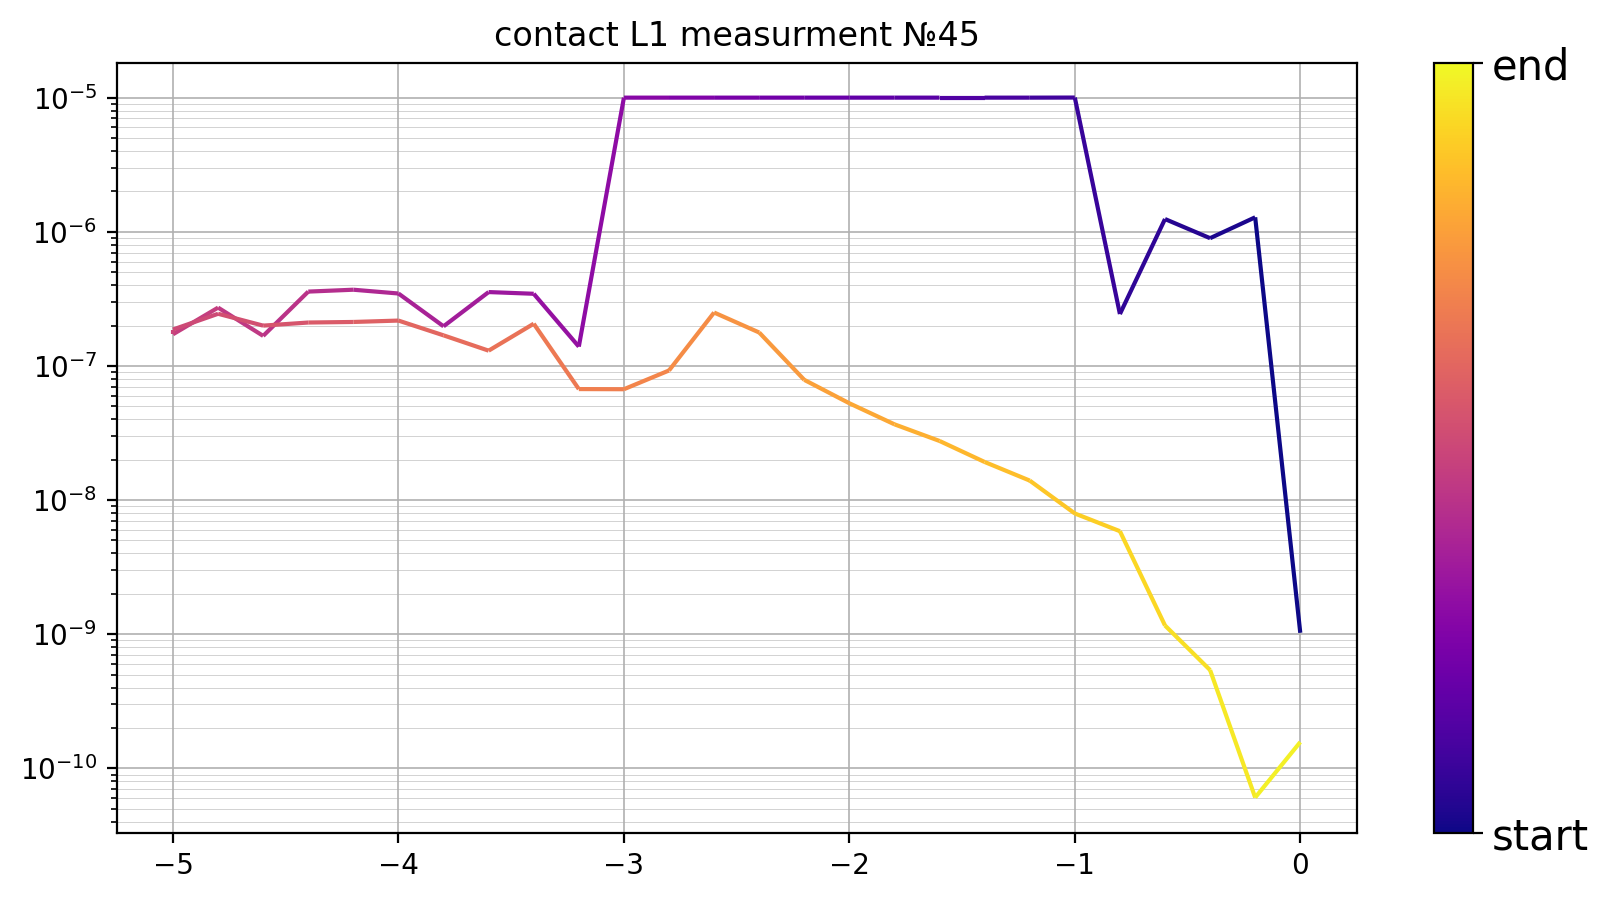 contact L1 measurment №45
10⁻⁵
10⁻⁶
10⁻⁷
10⁻⁸
10⁻⁹
10⁻¹⁰
−5 −4 −3 −2 −1 0
end
start